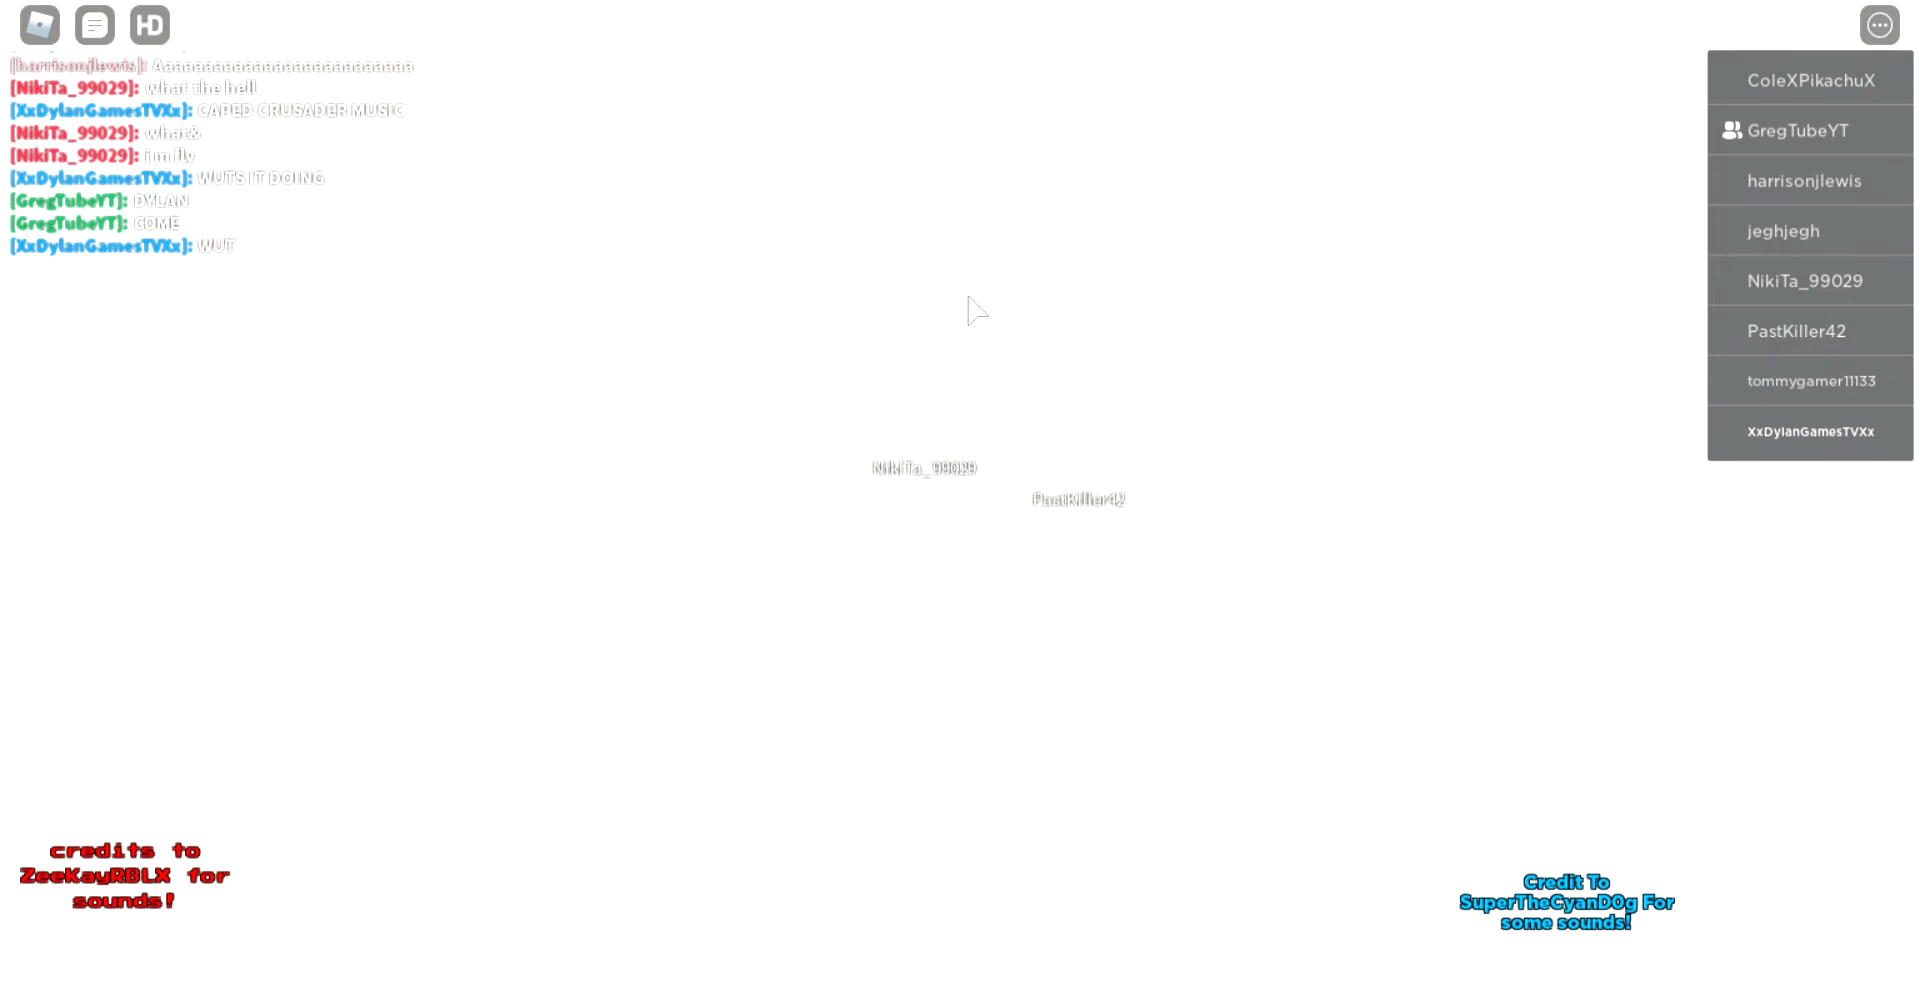 HD
[harrisonjlewis]: Aaaaaaaaaaaaaaaaaaaaaaaaaa
[NikiTa_99029]: what the hell
[XxDylanGamesTVXx]: CAPED CRUSADER MUSIC
[NikiTa_99029]: what&
[NikiTa_99029]: i m fly
[XxDylanGamesTVXx]: WUTS IT DOING
[GregTubeYT]: DYLAN
[GregTubeYT]: COME
[XxDylanGamesTVXx]: WUT
ColeXPikachuX
GregTubeYT
harrisonjlewis
jeghjegh
NikiTa_99029
PastKiller42
tommygamer11133
XxDylanGamesTVXx
NikiTa_99029
PastKiller42
credits to
ZeeKayRBLX for
sounds!
Credit To
SuperTheCyanD0g For
some sounds!